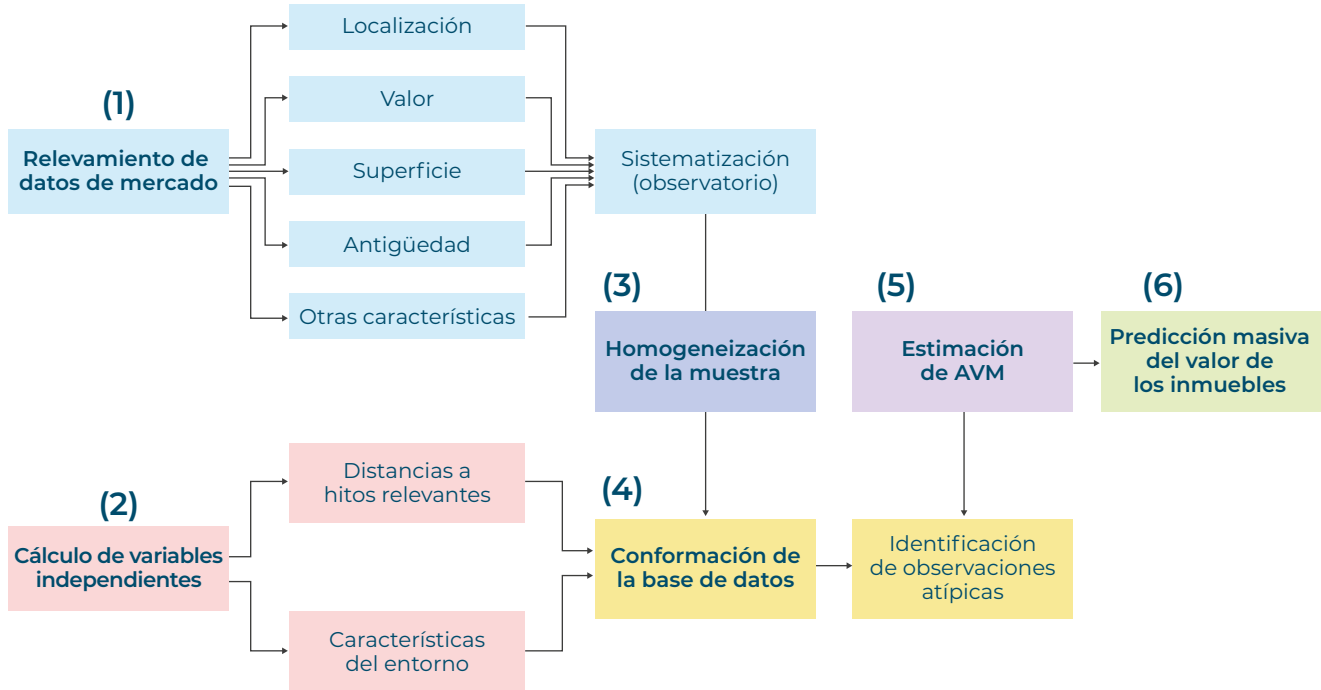 (1)
Relevamiento de
datos de mercado
Localización
Valor
Superficie
Antigüedad
Otras características
Sistematización
(observatorio)
(3)
Homogeneización
de la muestra
(5)
Estimación
de AVM
(6)
Predicción masiva
del valor de
los inmuebles
(2)
Cálculo de variables
independientes
Distancias a
hitos relevantes
Características
del entorno
(4)
Conformación de
la base de datos
Identificación
de observaciones
atípicas